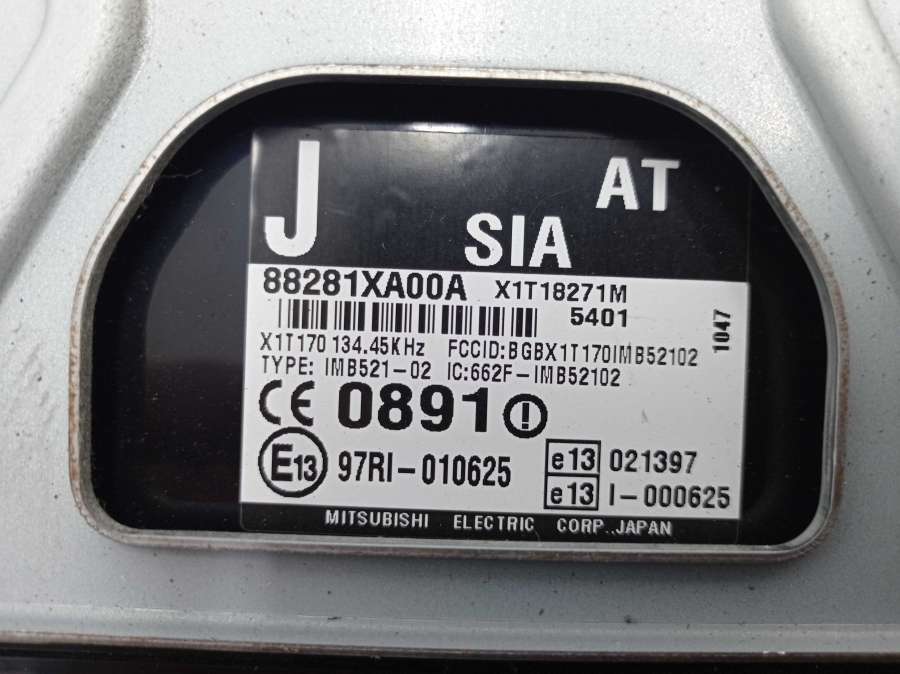 J AT
SIA
88281XA00A X1T18271M
5401
1047
X1T170 134.45KHz FCCID:BGBX1T170IMB52102
TYPE: IMB521-02 IC:662F-IMB52102
CE 0891
E13 97RI-010625
e13 021397
e13 I-000625
MITSUBISHI ELECTRIC CORP.,JAPAN